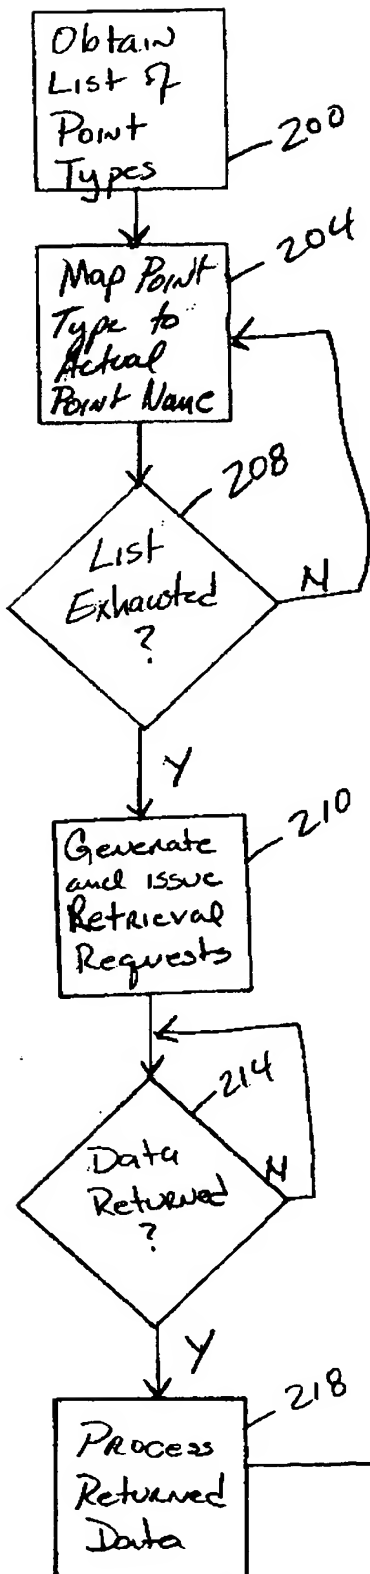 Obtain
List of
Point
Types
200
204
Map Point
Type to
Actual
Point Name
208
List
Exhausted
?
N
Y
210
Generate
and issue
Retrieval
Requests
214
Data
Returned
?
N
Y
218
Process
Returned
Data